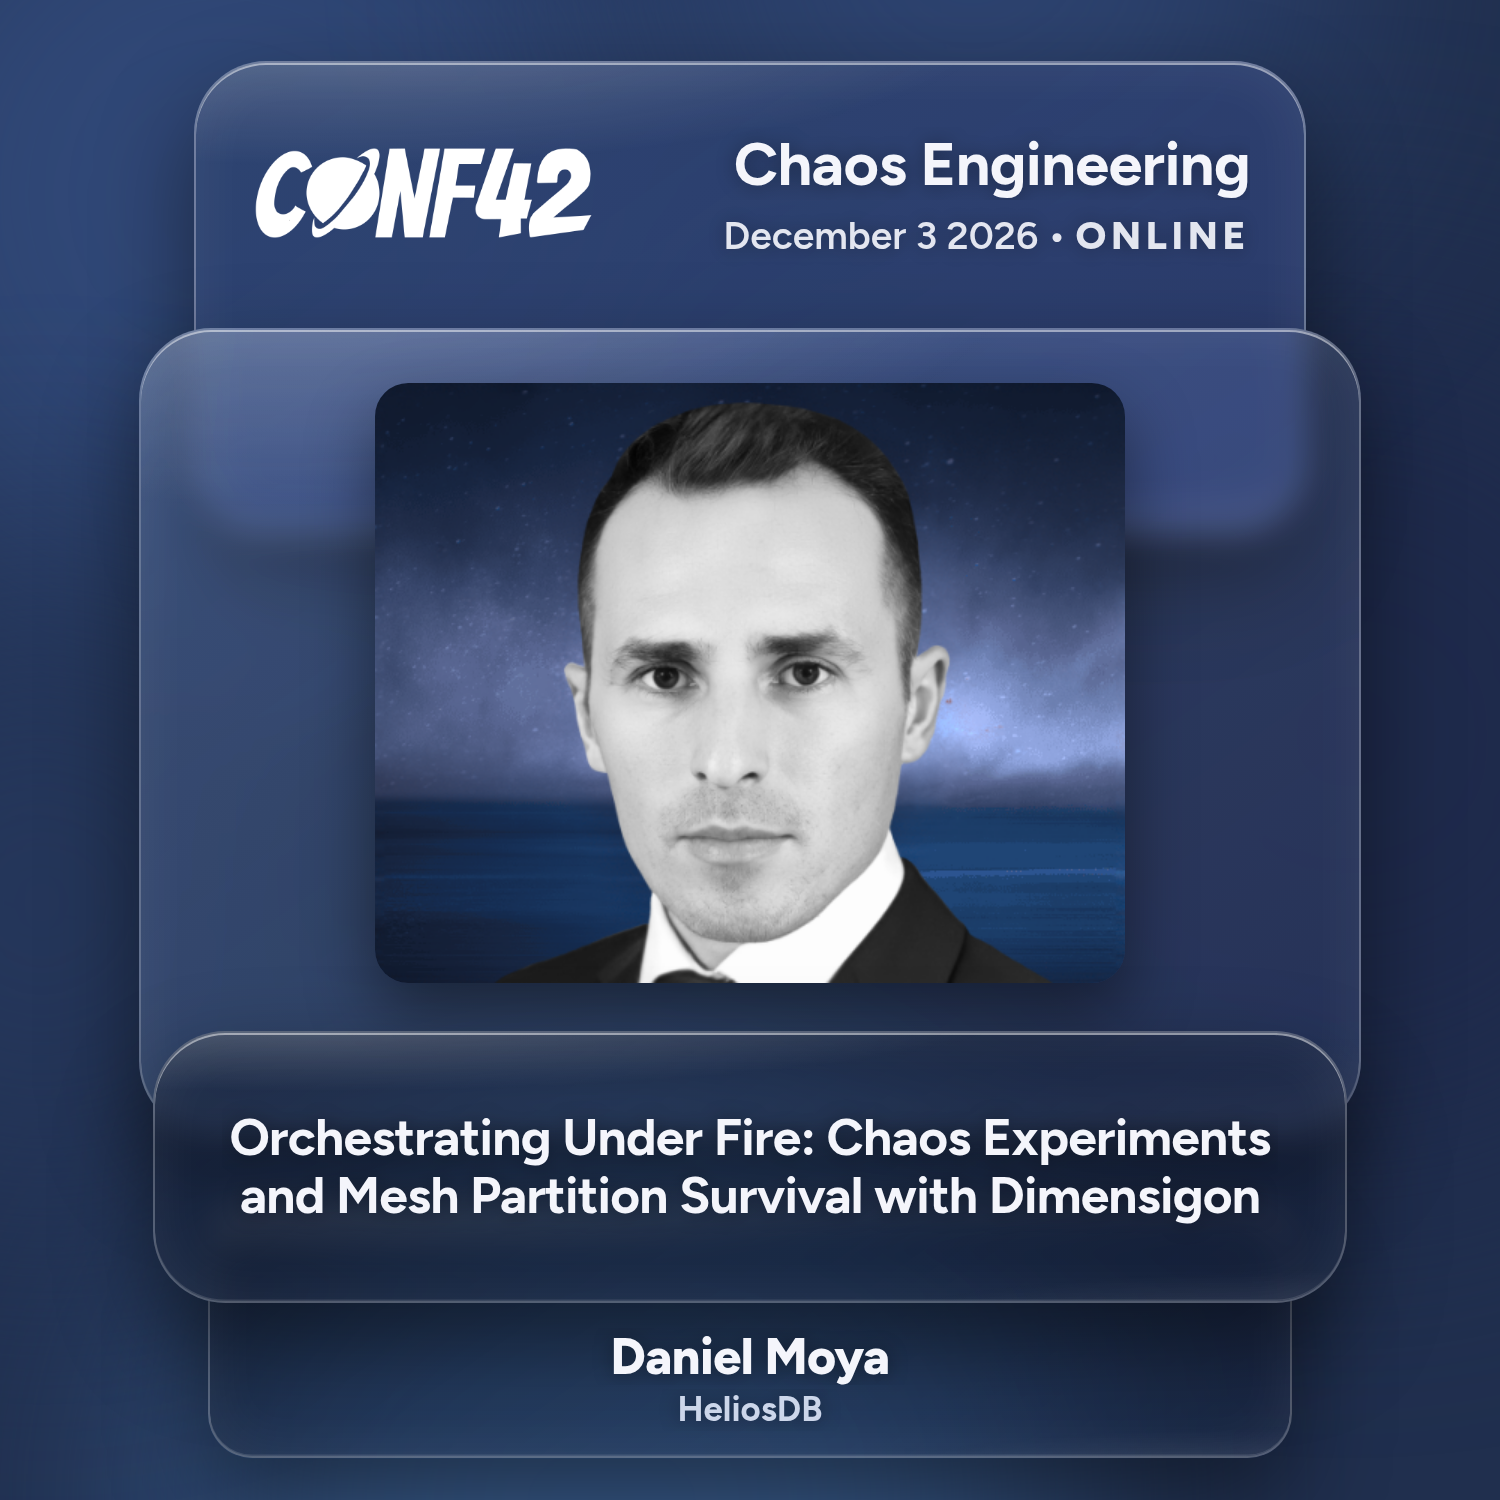 CONF42
Chaos Engineering
December 3 2026 • ONLINE
Orchestrating Under Fire: Chaos Experiments
and Mesh Partition Survival with Dimensigon
Daniel Moya
HeliosDB